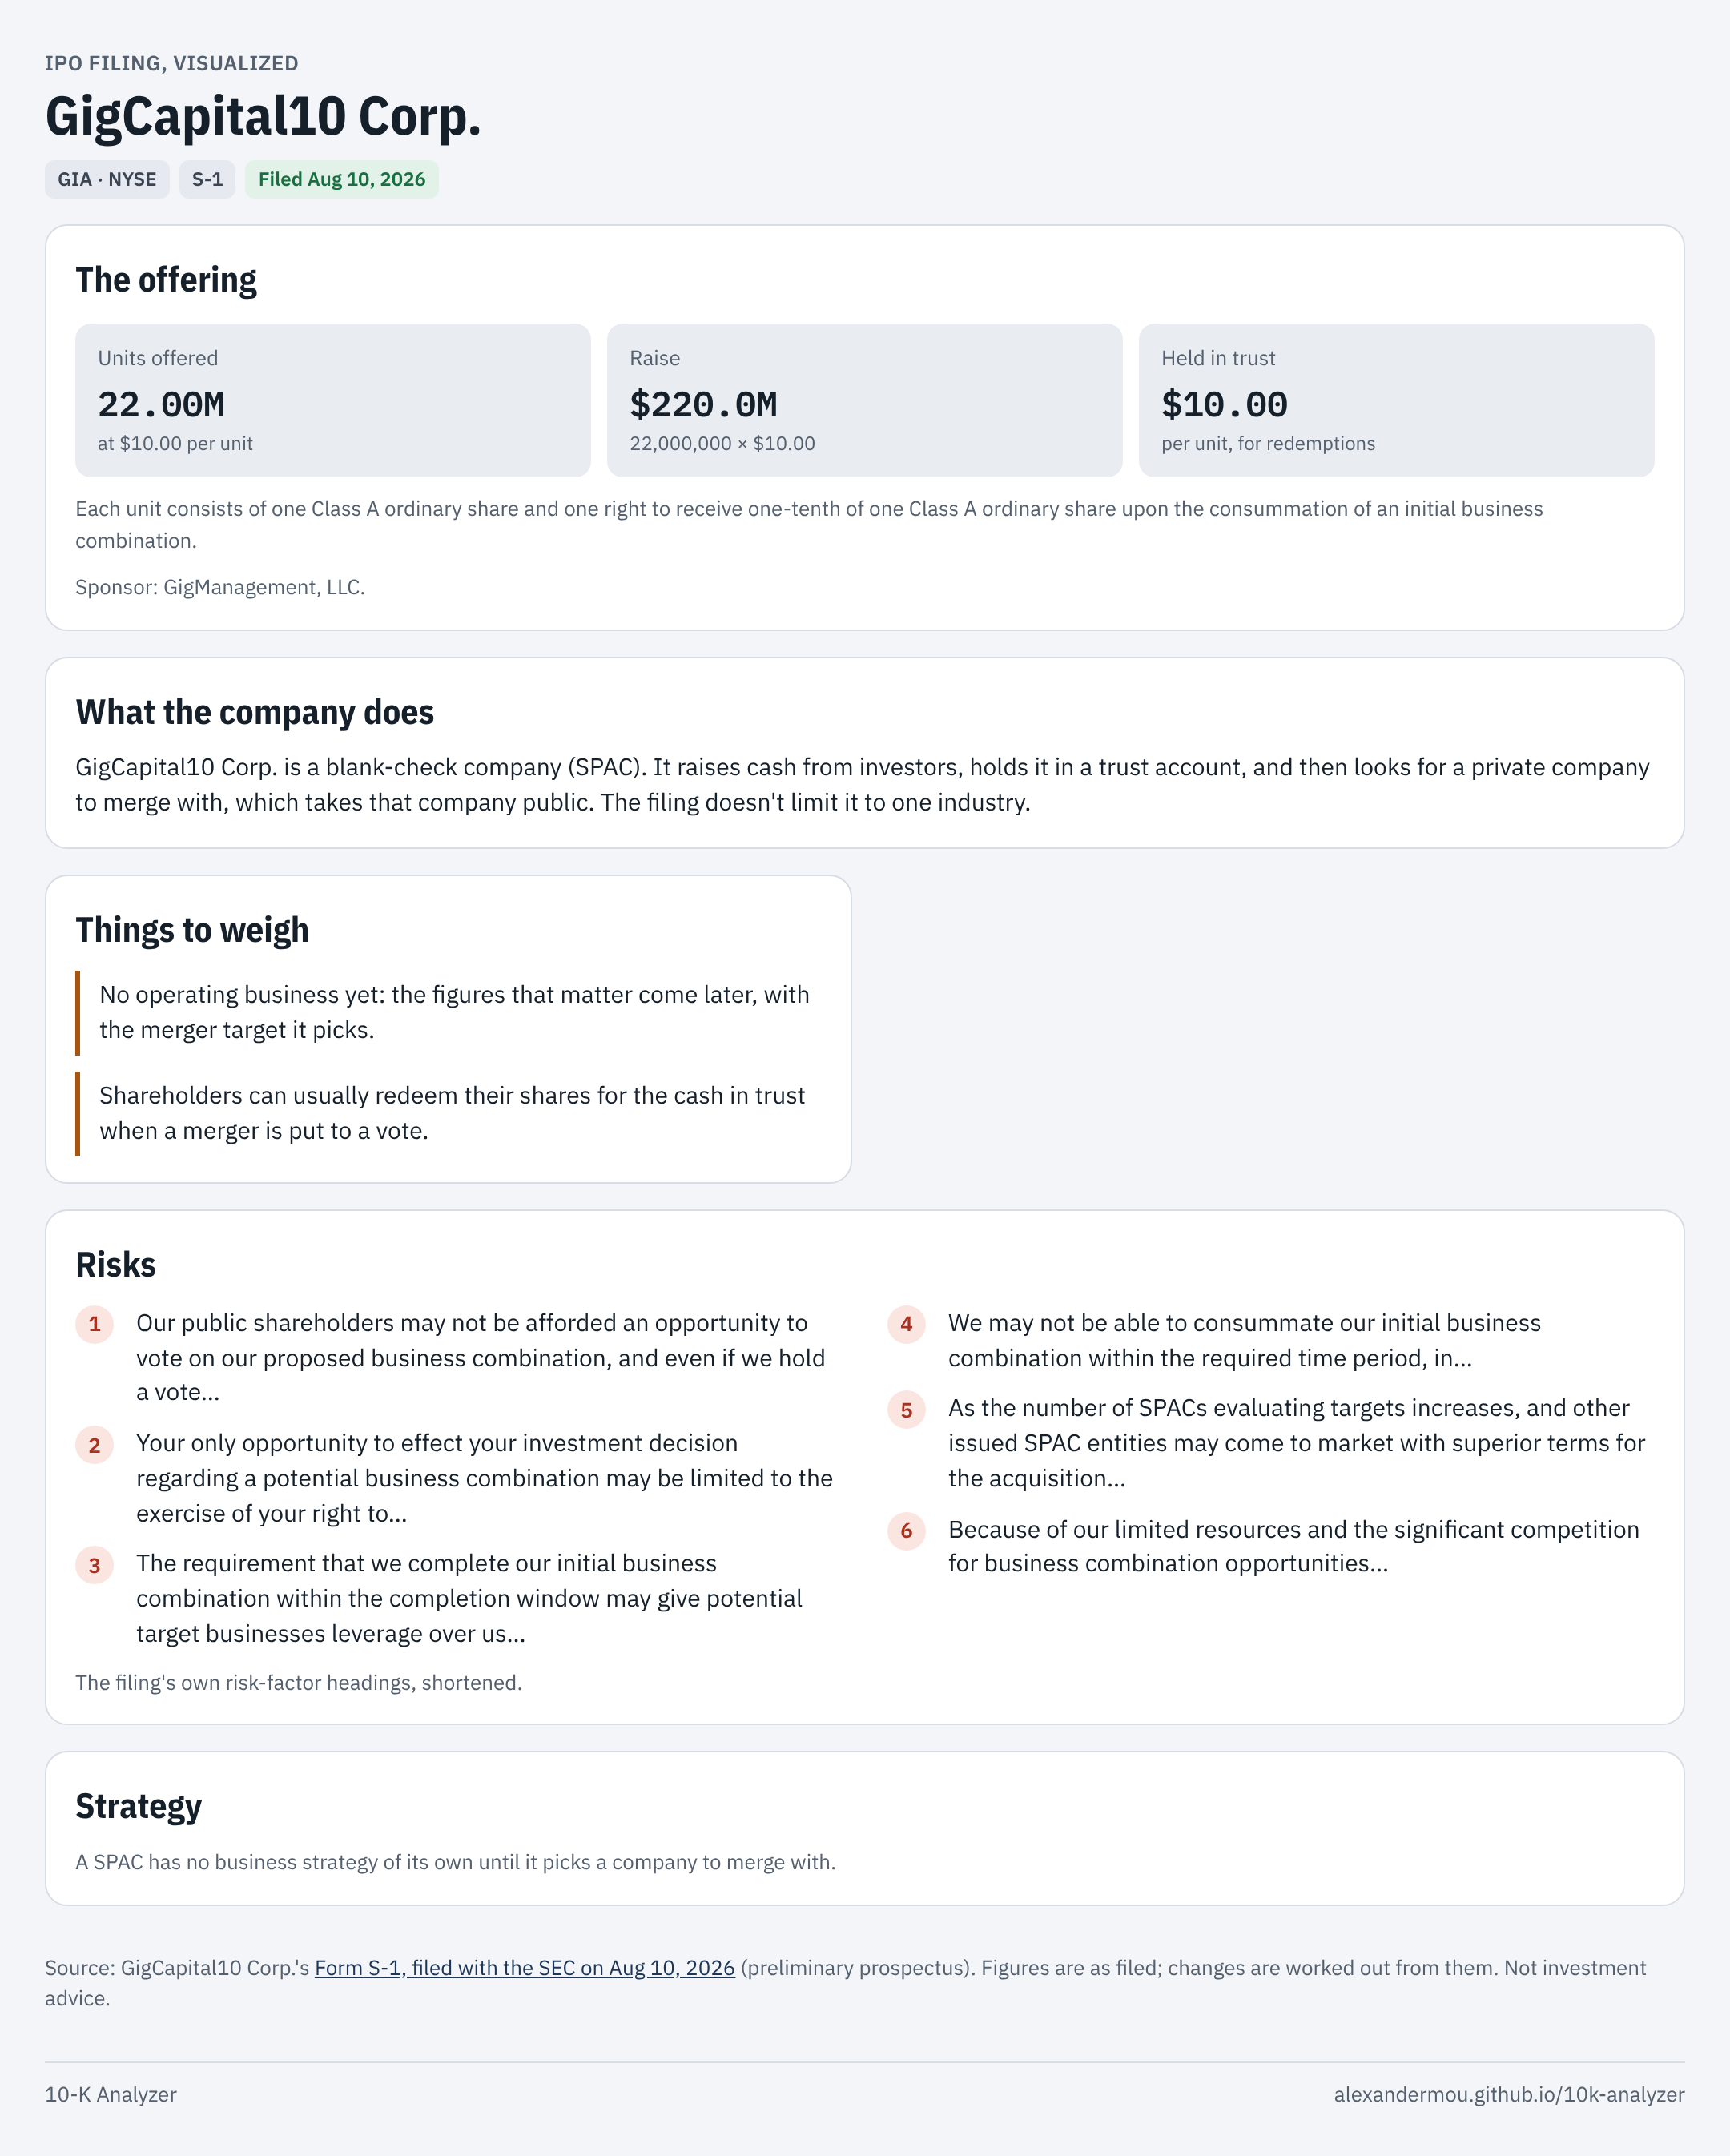 IPO FILING, VISUALIZED
GigCapital10 Corp.
GIA · NYSE
S-1
Filed Aug 10, 2026
The offering
Units offered
22.00M
at $10.00 per unit
Raise
$220.0M
22,000,000 × $10.00
Held in trust
$10.00
per unit, for redemptions
Each unit consists of one Class A ordinary share and one right to receive one-tenth of one Class A ordinary share upon the consummation of an initial business
combination.
Sponsor: GigManagement, LLC.
What the company does
GigCapital10 Corp. is a blank-check company (SPAC). It raises cash from investors, holds it in a trust account, and then looks for a private company
to merge with, which takes that company public. The filing doesn't limit it to one industry.
Things to weigh
No operating business yet: the figures that matter come later, with
the merger target it picks.
Shareholders can usually redeem their shares for the cash in trust
when a merger is put to a vote.
Risks
1 Our public shareholders may not be afforded an opportunity to
vote on our proposed business combination, and even if we hold
a vote...
2 Your only opportunity to effect your investment decision
regarding a potential business combination may be limited to the
exercise of your right to...
3 The requirement that we complete our initial business
combination within the completion window may give potential
target businesses leverage over us...
4 We may not be able to consummate our initial business
combination within the required time period, in...
5 As the number of SPACs evaluating targets increases, and other
issued SPAC entities may come to market with superior terms for
the acquisition...
6 Because of our limited resources and the significant competition
for business combination opportunities...
The filing's own risk-factor headings, shortened.
Strategy
A SPAC has no business strategy of its own until it picks a company to merge with.
Source: GigCapital10 Corp.'s Form S-1, filed with the SEC on Aug 10, 2026 (preliminary prospectus). Figures are as filed; changes are worked out from them. Not investment
advice.
10-K Analyzer
alexandermou.github.io/10k-analyzer